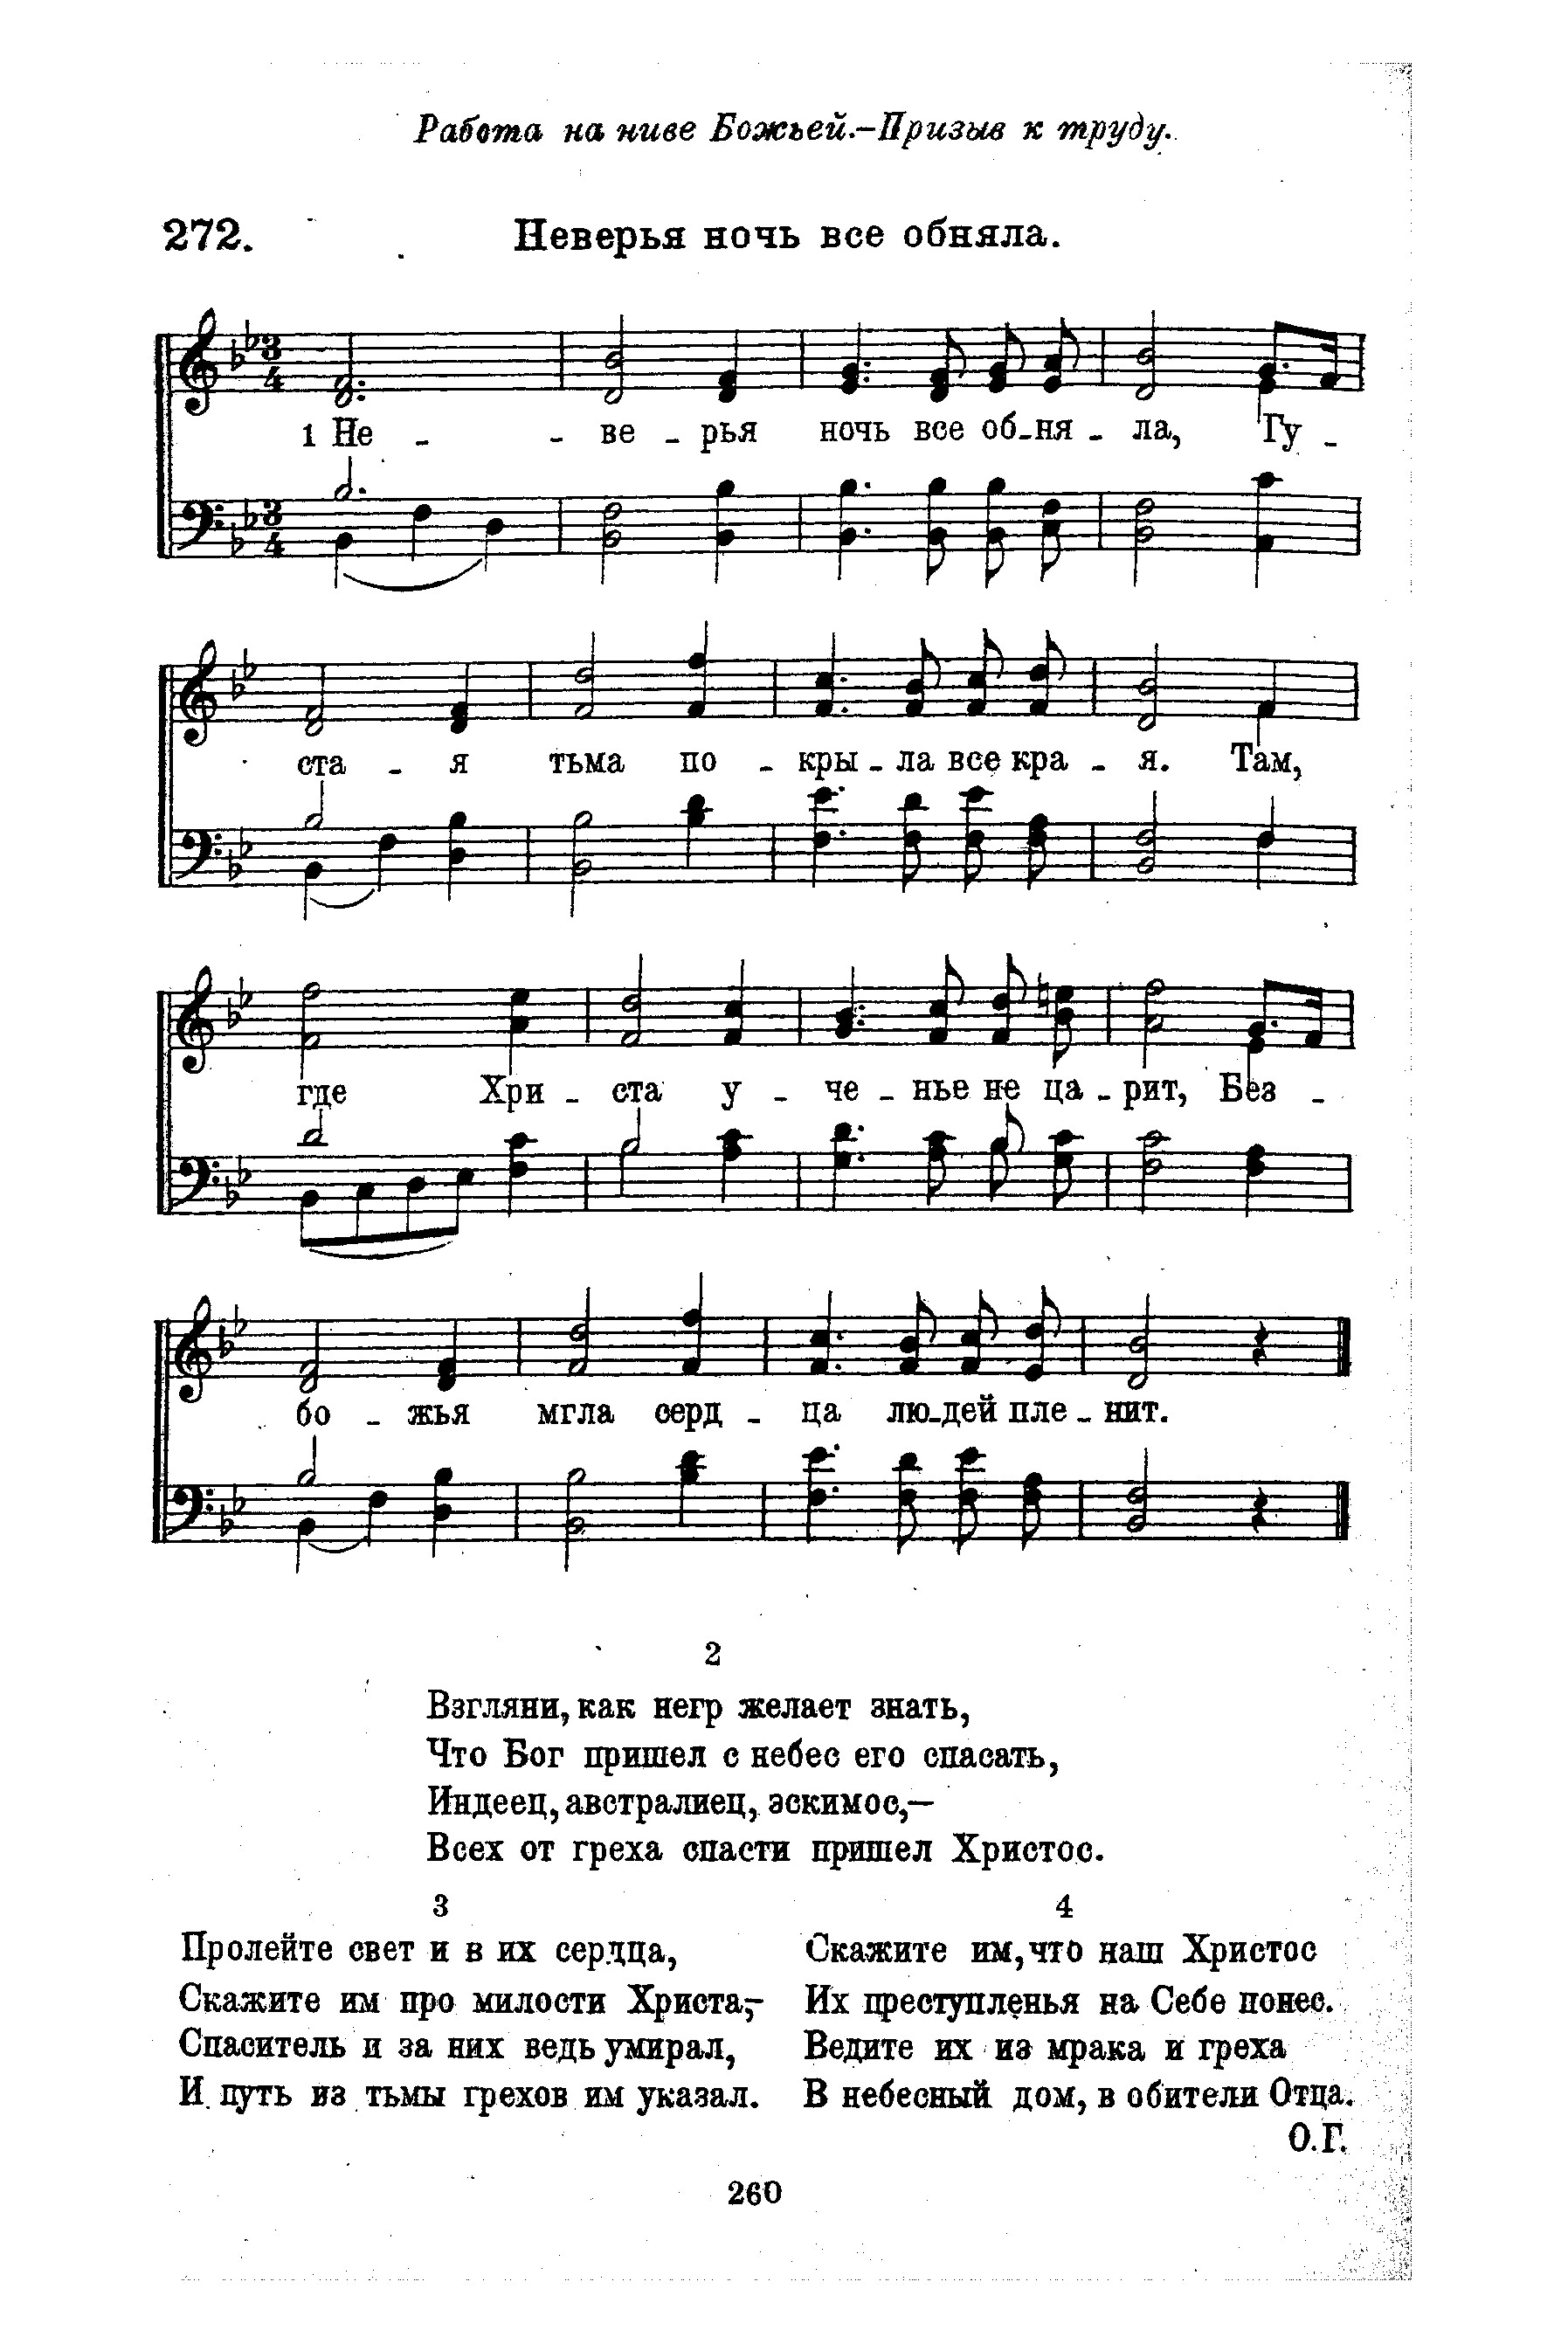 Работа на ниве Божьей.-Призыв к труду.
272. Неверья ночь все обняла.
1 Не - - ве - рья ночь все об-ня - ла, Гу -
ста - я тьма по - кры - ла все кра - я. Там,
где Хри - ста у - че - нье не ца - рит, Без -
бо - жья мгла серд - ца лю-дей пле - нит.
2
Взгляни, как негр желает знать,
Что Бог пришел с небес его спасать,
Индеец, австралиец, эскимос,—
Всех от греха спасти пришел Христос.
3
Пролейте свет и в их сердца,
Скажите им про милости Христа,-
Спаситель и за них ведь умирал,
И путь из тьмы грехов им указал.
4
Скажите им, что наш Христос
Их преступленья на Себе понес.
Ведите их из мрака и греха
В небесный дом, в обители Отца.
О.Г.
260